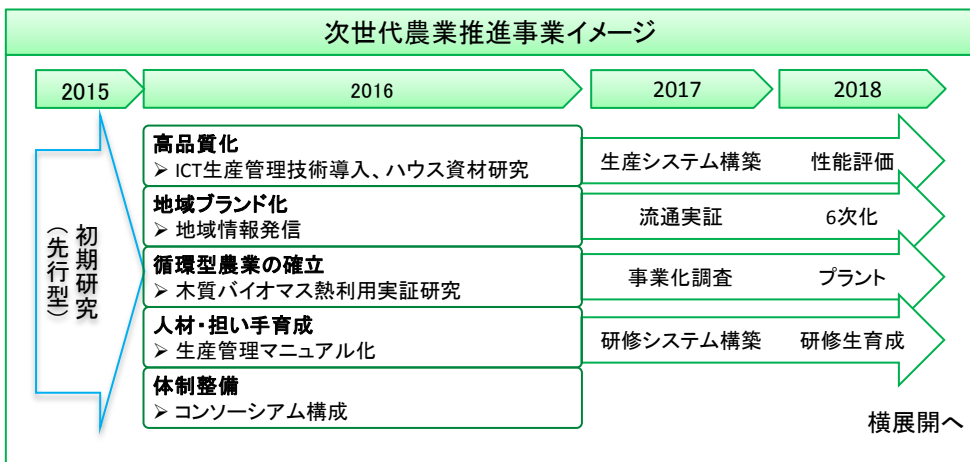 次世代農業推進事業イメージ
2015
2016
2017
2018
初期研究
（先行型）
高品質化
➢ ICT生産管理技術導入、ハウス資材研究
生産システム構築
性能評価
地域ブランド化
➢ 地域情報発信
流通実証
6次化
循環型農業の確立
➢ 木質バイオマス熱利用実証研究
事業化調査
プラント
人材・担い手育成
➢ 生産管理マニュアル化
研修システム構築
研修生育成
体制整備
➢ コンソーシアム構成
横展開へ